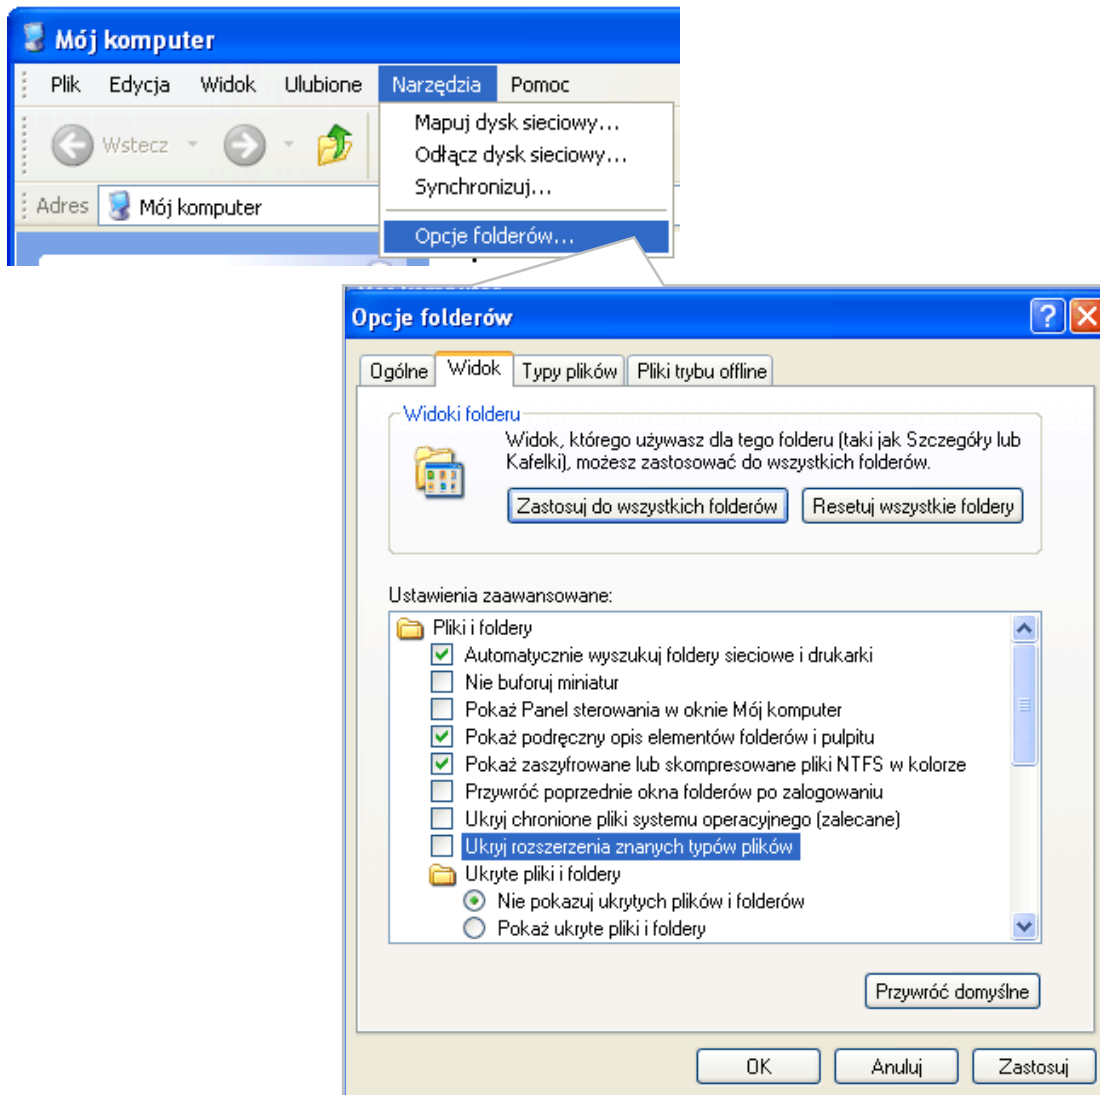 Mój komputer
Plik Edycja Widok Ulubione Narzędzia Pomoc
Mapuj dysk sieciowy...
Wstecz
Odłącz dysk sieciowy...
Synchronizuj...
Adres Mój komputer
Opcje folderów...
Opcje folderów
Ogólne Widok Typy plików Pliki trybu offline
Widoki folderu
Widok, którego używasz dla tego folderu (taki jak Szczegóły lub
Kafelki), możesz zastosować do wszystkich folderów.
Zastosuj do wszystkich folderów Resetuj wszystkie foldery
Ustawienia zaawansowane:
Pliki i foldery
Automatycznie wyszukuj foldery sieciowe i drukarki
Nie buforuj miniatur
Pokaż Panel sterowania w oknie Mój komputer
Pokaż podręczny opis elementów folderów i pulpitu
Pokaż zaszyfrowane lub skompresowane pliki NTFS w kolorze
Przywróć poprzednie okna folderów po zalogowaniu
Ukryj chronione pliki systemu operacyjnego (zalecane)
Ukryj rozszerzenia znanych typów plików
Ukryte pliki i foldery
Nie pokazuj ukrytych plików i folderów
Pokaż ukryte pliki i foldery
Przywróć domyślne
OK Anuluj Zastosuj